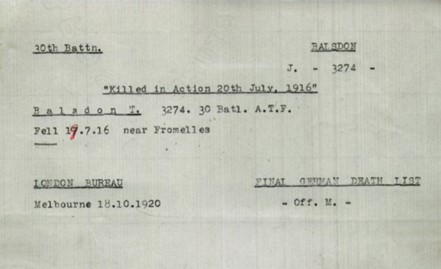 30th Battn. BALSDON
J. - 3274 -
"Killed in Action 20th July, 1916"
Balsdon T. 3274. 30 Batl. A.T.F.
Fell 19.7.16 near Fromelles
LONDON BUREAU FINAL GERMAN DEATH LIST
Melbourne 18.10.1920 - Off. M. -